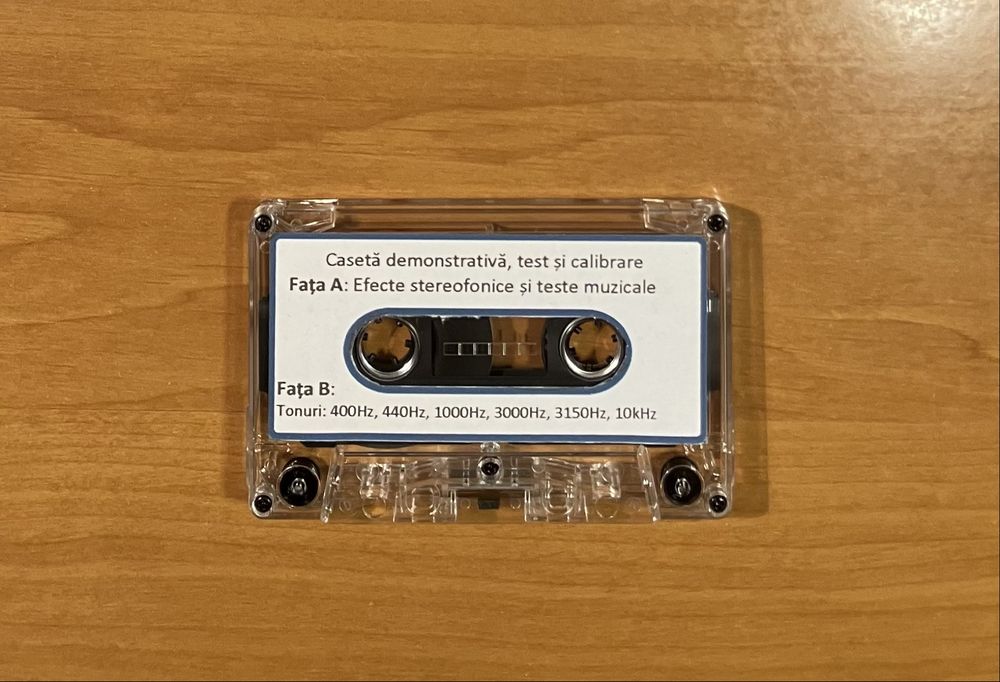 Casetă demonstrativă, test și calibrare
Fața A: Efecte stereofonice și teste muzicale
Fața B:
Tonuri: 400Hz, 440Hz, 1000Hz, 3000Hz, 3150Hz, 10kHz